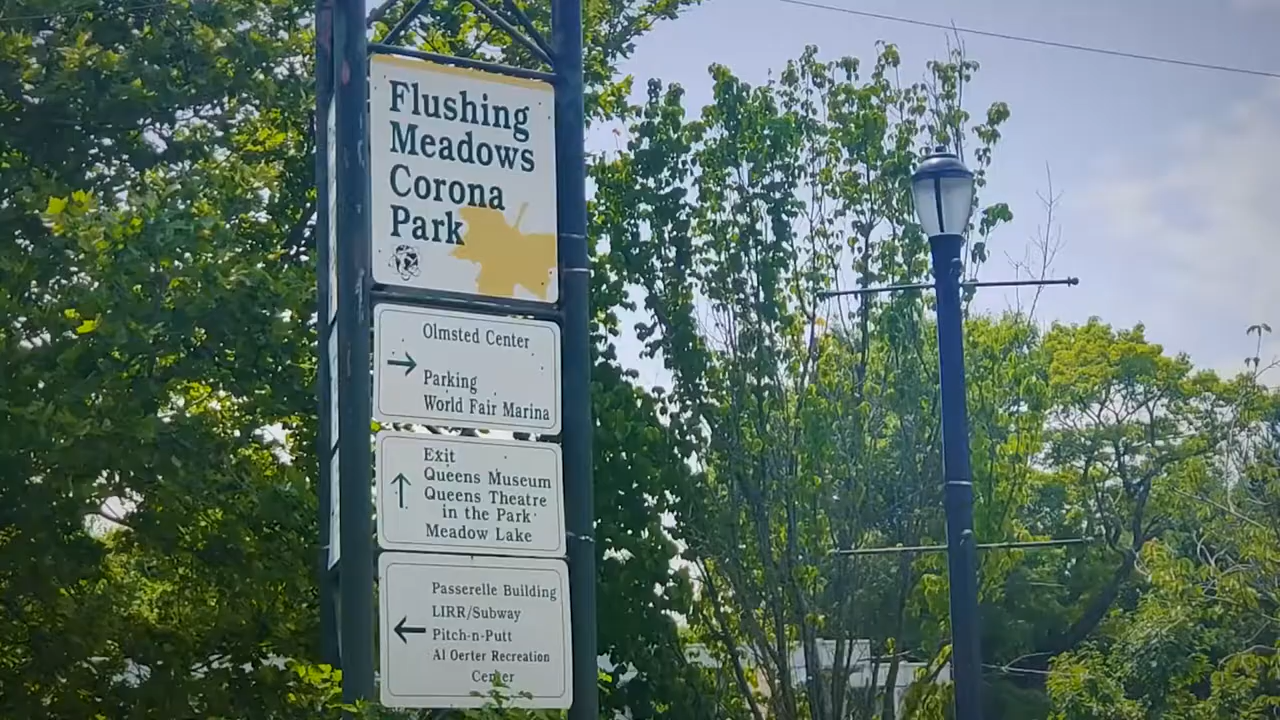 Flushing
Meadows
Corona
Park
Olmsted Center
→
Parking
World Fair Marina
Exit
Queens Museum
↑
Queens Theatre
in the Park
Meadow Lake
Passerelle Building
LIRR/Subway
←
Pitch-n-Putt
Al Oerter Recreation
Center